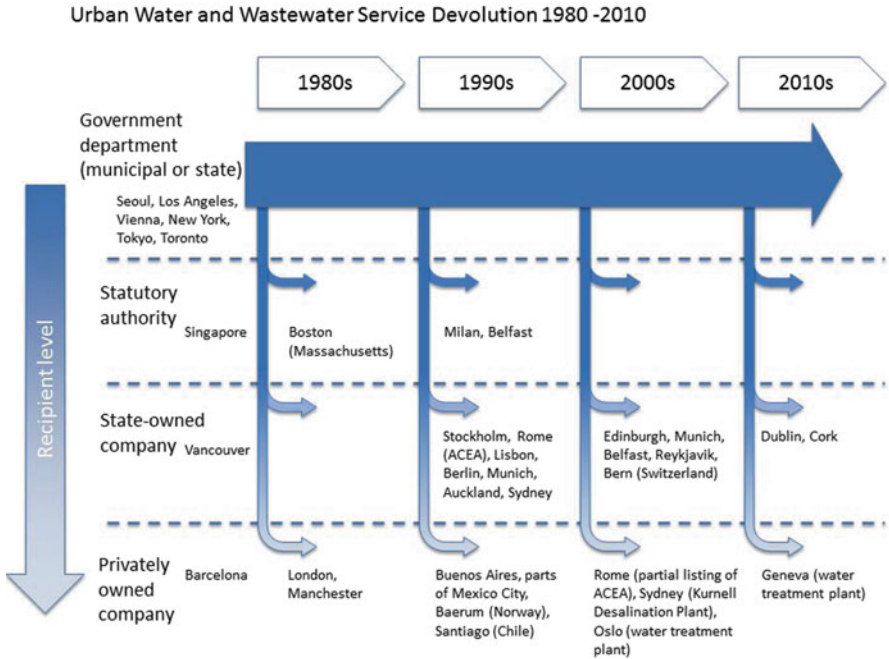 Urban Water and Wastewater Service Devolution 1980 -2010
1980s
1990s
2000s
2010s
Government
department
(municipal or state)
Seoul, Los Angeles,
Vienna, New York,
Tokyo, Toronto
Recipient level
Statutory
authority
Singapore
Boston
(Massachusetts)
Milan, Belfast
State-owned
company
Vancouver
Stockholm, Rome
(ACEA), Lisbon,
Berlin, Munich,
Auckland, Sydney
Edinburgh, Munich,
Belfast, Reykjavik,
Bern (Switzerland)
Dublin, Cork
Privately
owned
company
Barcelona
London,
Manchester
Buenos Aires, parts
of Mexico City,
Baerum (Norway),
Santiago (Chile)
Rome (partial listing of
ACEA), Sydney (Kurnell
Desalination Plant),
Oslo (water treatment
plant)
Geneva (water
treatment plant)